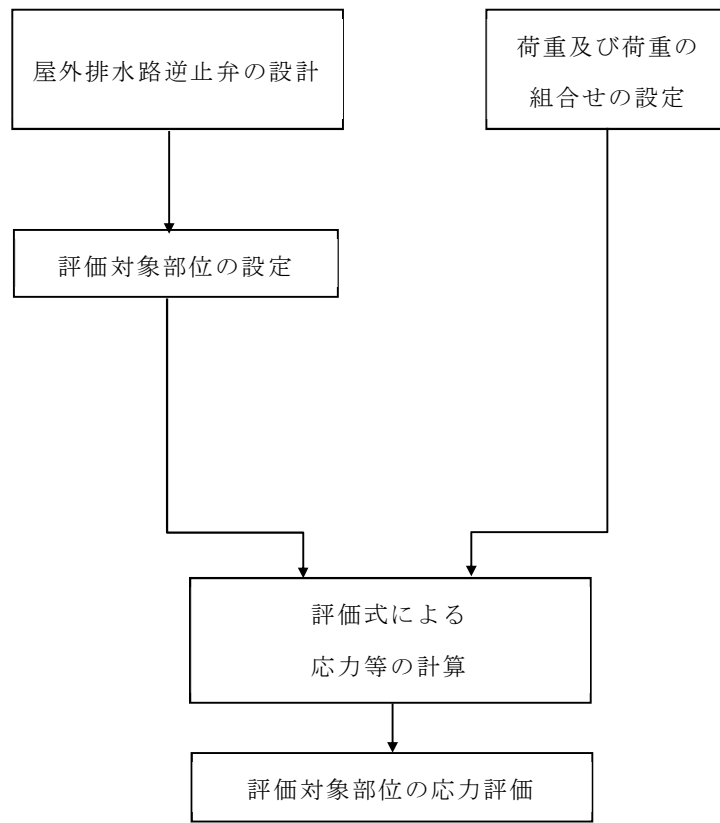 屋外排水路逆止弁の設計
荷重及び荷重の
組合せの設定
評価対象部位の設定
評価式による
応力等の計算
評価対象部位の応力評価